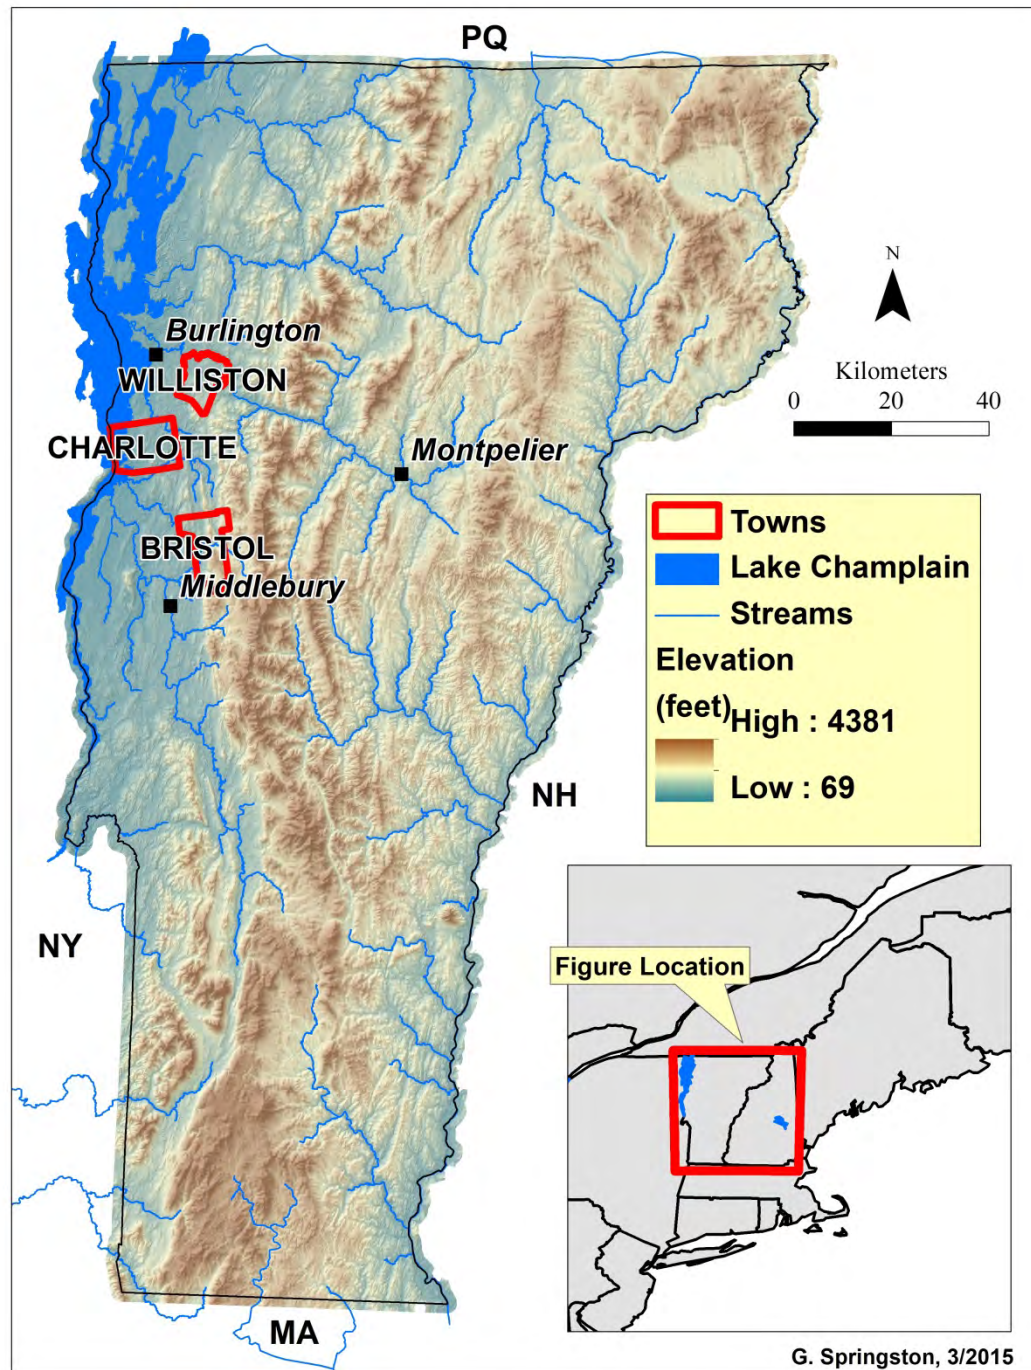 PQ
Burlington
WILLISTON
CHARLOTTE
Montpelier
BRISTOL
Middlebury
N
Kilometers
0 20 40
Towns
Lake Champlain
Streams
Elevation
(feet)
High : 4381
Low : 69
NH
NY
MA
Figure Location
G. Springston, 3/2015